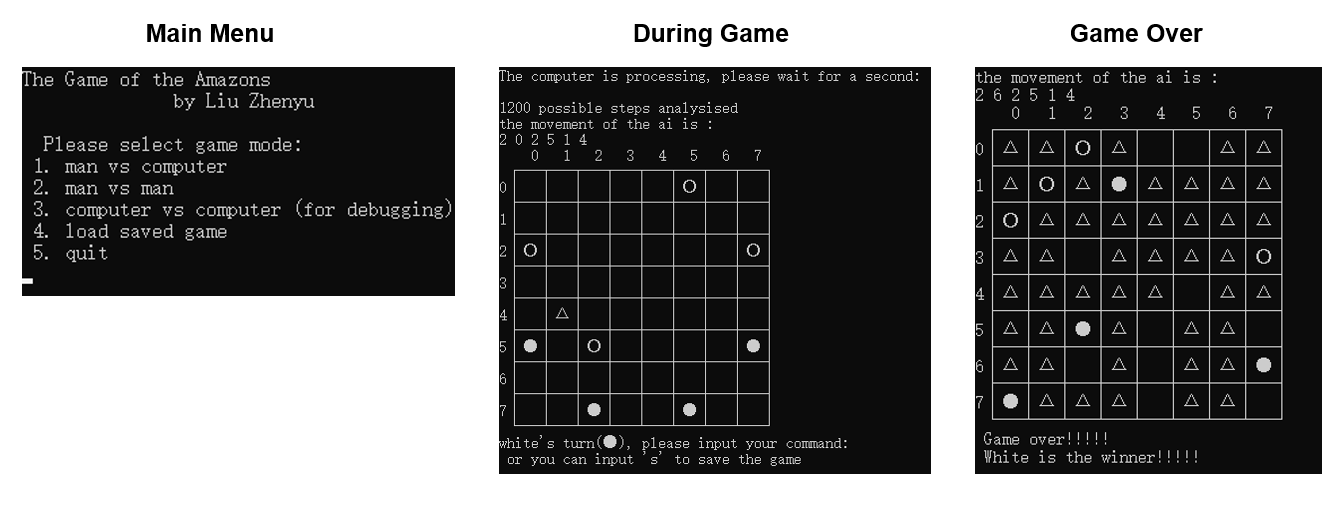 Main Menu
The Game of the Amazons
by Liu Zhenyu
Please select game mode:
1. man vs computer
2. man vs man
3. computer vs computer (for debugging)
4. load saved game
5. quit
During Game
The computer is processing, please wait for a second:
1200 possible steps analysised
the movement of the ai is :
2 0 2 5 1 4
0 1 2 3 4 5 6 7
0
1
2
3
4
5
6
7
white's turn(●), please input your command:
or you can input 's' to save the game
Game Over
the movement of the ai is :
2 6 2 5 1 4
0 1 2 3 4 5 6 7
0
1
2
3
4
5
6
7
Game over!!!!!
White is the winner!!!!!